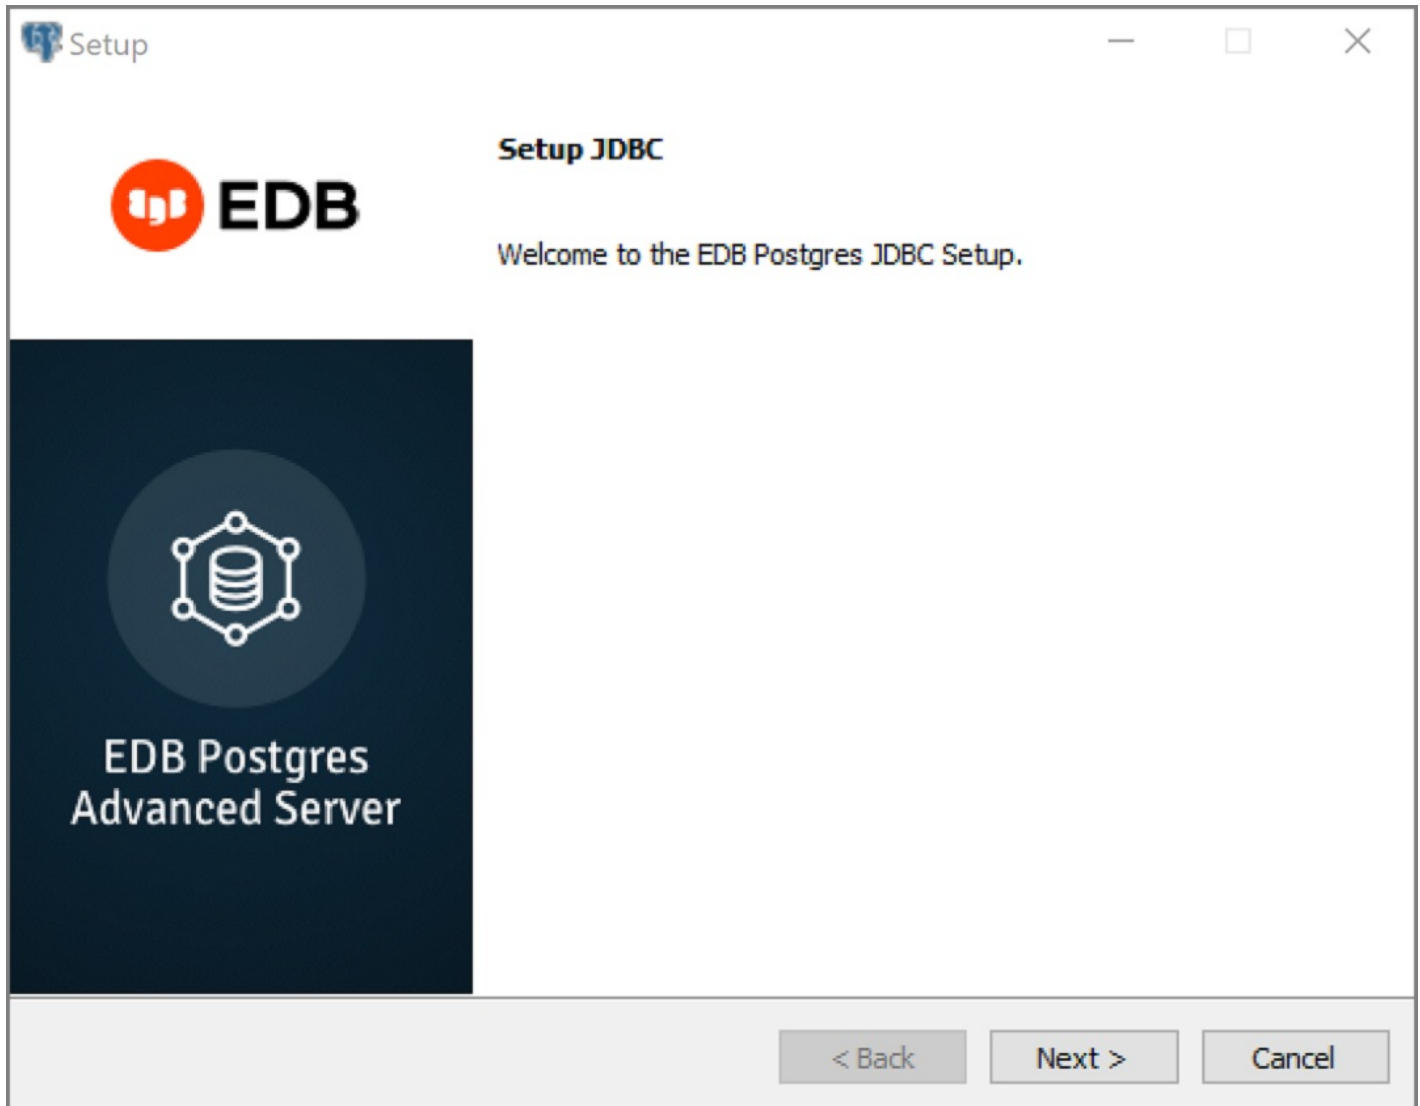 Setup
EDB
Setup JDBC
Welcome to the EDB Postgres JDBC Setup.
EDB Postgres
Advanced Server
< Back
Next >
Cancel